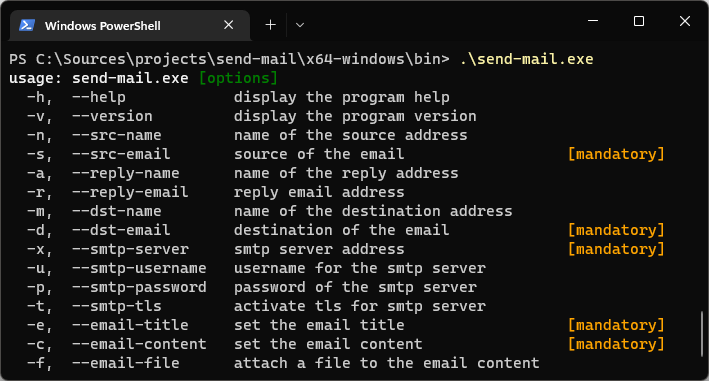 Windows PowerShell
PS C:\Sources\projects\send-mail\x64-windows\bin> .\send-mail.exe
usage: send-mail.exe [options]
-h, --help display the program help
-v, --version display the program version
-n, --src-name name of the source address
-s, --src-email source of the email [mandatory]
-a, --reply-name name of the reply address
-r, --reply-email reply email address
-m, --dst-name name of the destination address
-d, --dst-email destination of the email [mandatory]
-x, --smtp-server smtp server address [mandatory]
-u, --smtp-username username for the smtp server
-p, --smtp-password password of the smtp server
-t, --smtp-tls activate tls for smtp server
-e, --email-title set the email title [mandatory]
-c, --email-content set the email content [mandatory]
-f, --email-file attach a file to the email content